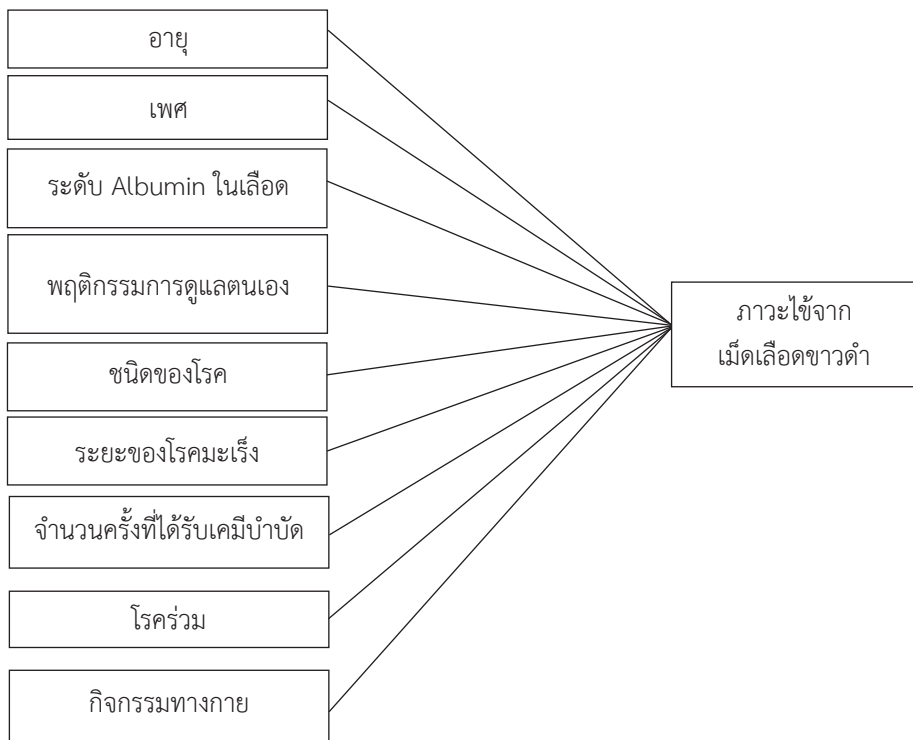 อายุ
เพศ
ระดับ Albumin ในเลือด
พฤติกรรมการดูแลตนเอง
ชนิดของโรค
ระยะของโรคมะเร็ง
จำนวนครั้งที่ได้รับเคมีบำบัด
โรคร่วม
กิจกรรมทางกาย
ภาวะไข้จาก
เม็ดเลือดขาวดำ